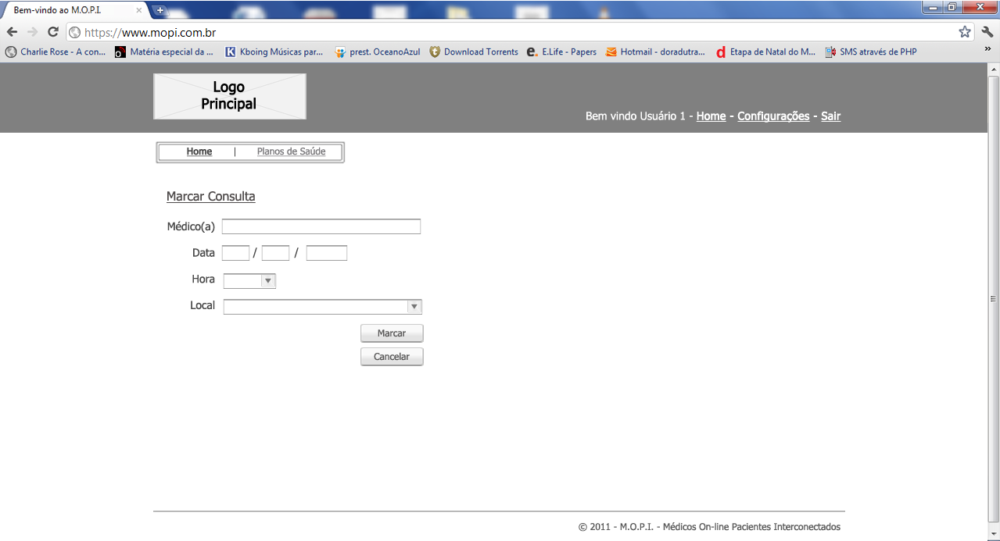 Bem-vindo ao M.O.P.I.
https://www.mopi.com.br
Charlie Rose - A con... Matéria especial da ... Kboing Músicas par... prest. OceanoAzul Download Torrents E.Life - Papers Hotmail - doradutra... Etapa de Natal do M... SMS através de PHP »
Logo
Principal
Bem vindo Usuário 1 - Home - Configurações - Sair
Home | Planos de Saúde
Marcar Consulta
Médico(a)
Data / /
Hora
Local
Marcar
Cancelar
© 2011 - M.O.P.I. - Médicos On-line Pacientes Interconectados